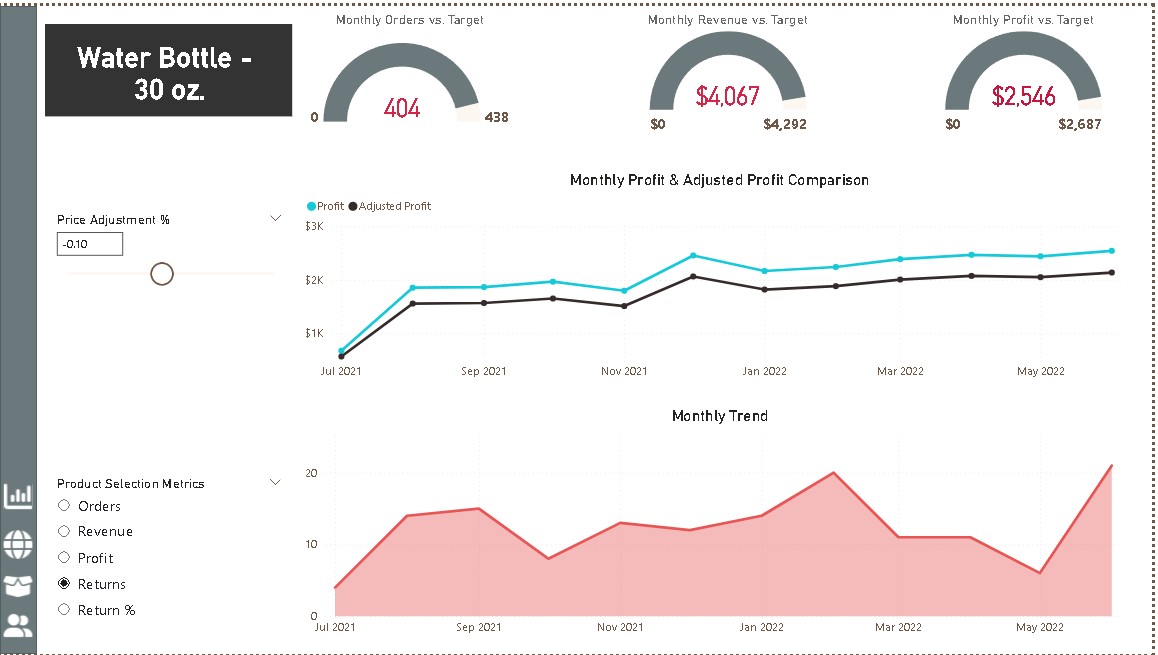 Water Bottle -
30 oz.
Monthly Orders vs. Target
404
0
438
Monthly Revenue vs. Target
$4,067
$0
$4,292
Monthly Profit vs. Target
$2,546
$0
$2,687
Price Adjustment %
-0.10
Monthly Profit & Adjusted Profit Comparison
Profit
Adjusted Profit
$3K
$2K
$1K
Jul 2021
Sep 2021
Nov 2021
Jan 2022
Mar 2022
May 2022
Product Selection Metrics
Orders
Revenue
Profit
Returns
Return %
Monthly Trend
20
10
0
Jul 2021
Sep 2021
Nov 2021
Jan 2022
Mar 2022
May 2022